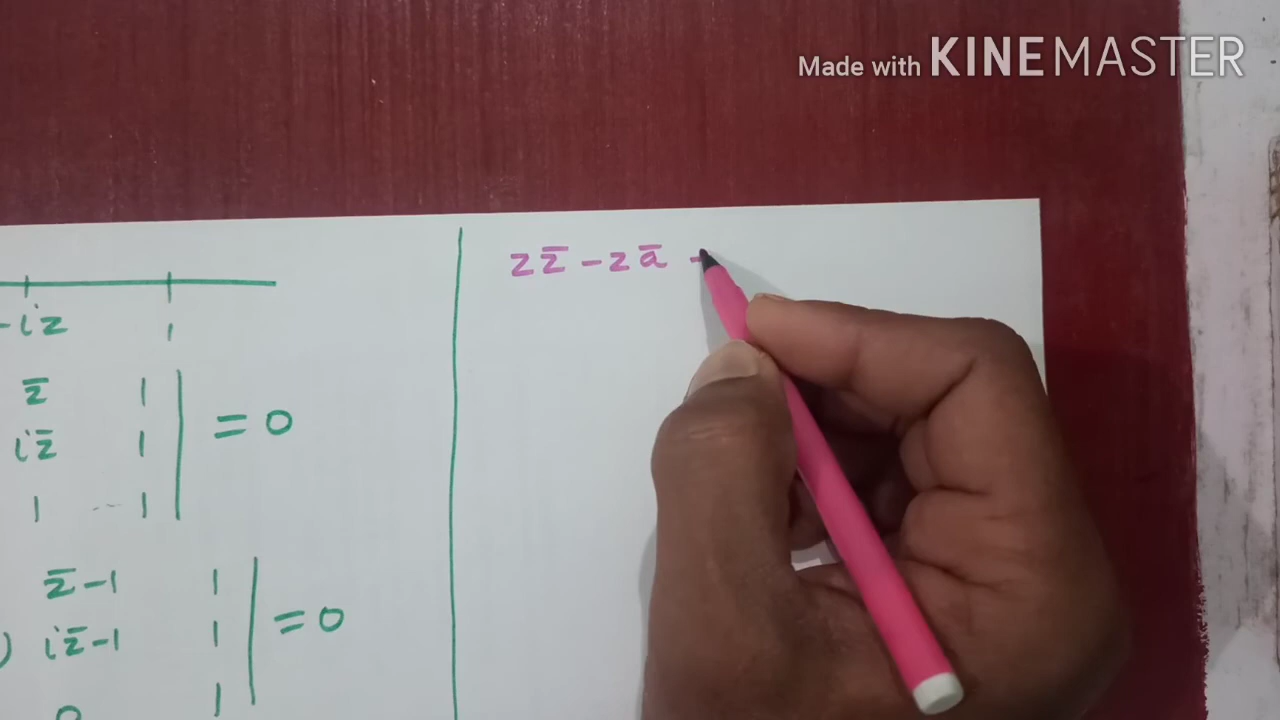 Made with KINEMASTER
-iz 1
z̄ 1
iz̄ 1 = 0
1 1
z̄-1 1
) iz̄-1 1 = 0
0 1
zz̄ - zā -